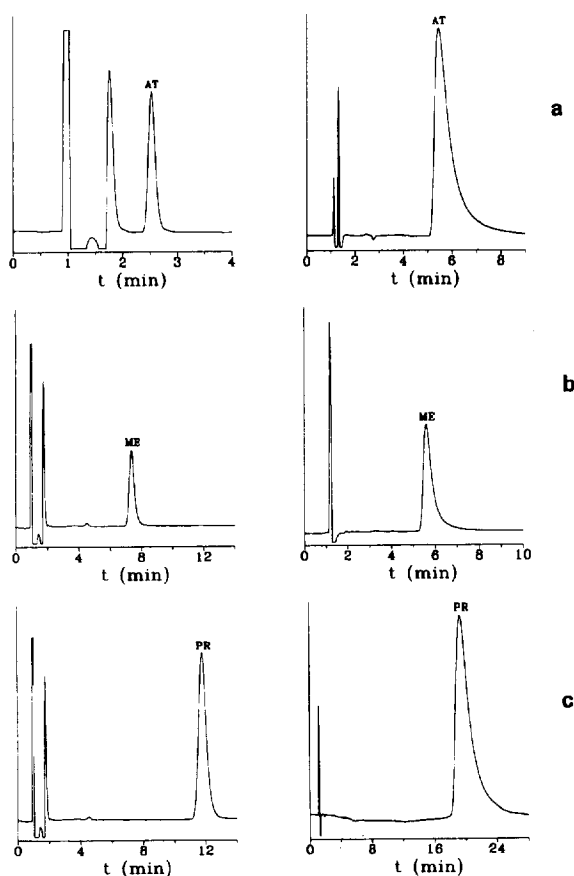 AT
AT
a
0 1 2 3 4
0 2 4 6 8
t (min)
t (min)
b
ME
ME
0 4 8 12
0 2 4 6 8 10
t (min)
t (min)
PR
PR
c
0 4 8 12
0 8 16 24
t (min)
t (min)